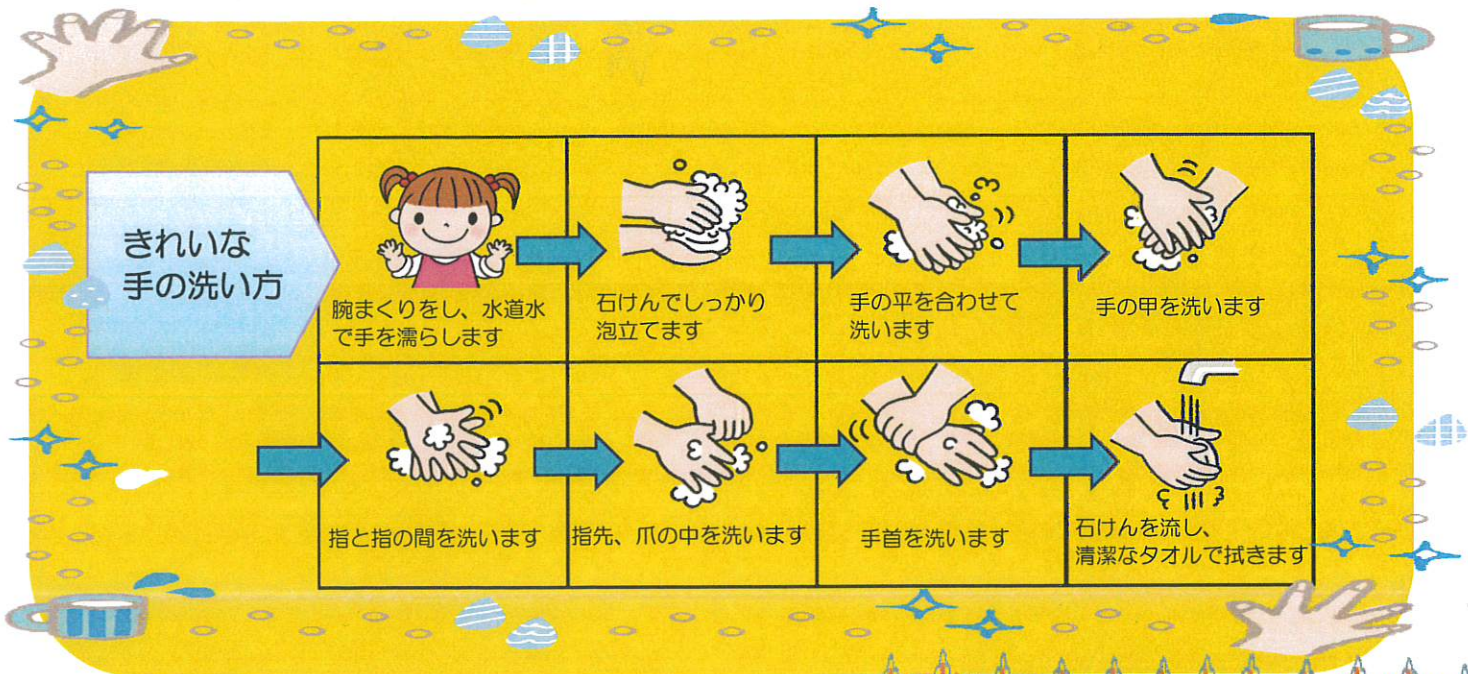 きれいな
手の洗い方
腕まくりをし、水道水
で手を濡らします
石けんでしっかり
泡立てます
手の平を合わせて
洗います
手の甲を洗います
指と指の間を洗います
指先、爪の中を洗います
手首を洗います
石けんを流し、
清潔なタオルで拭きます